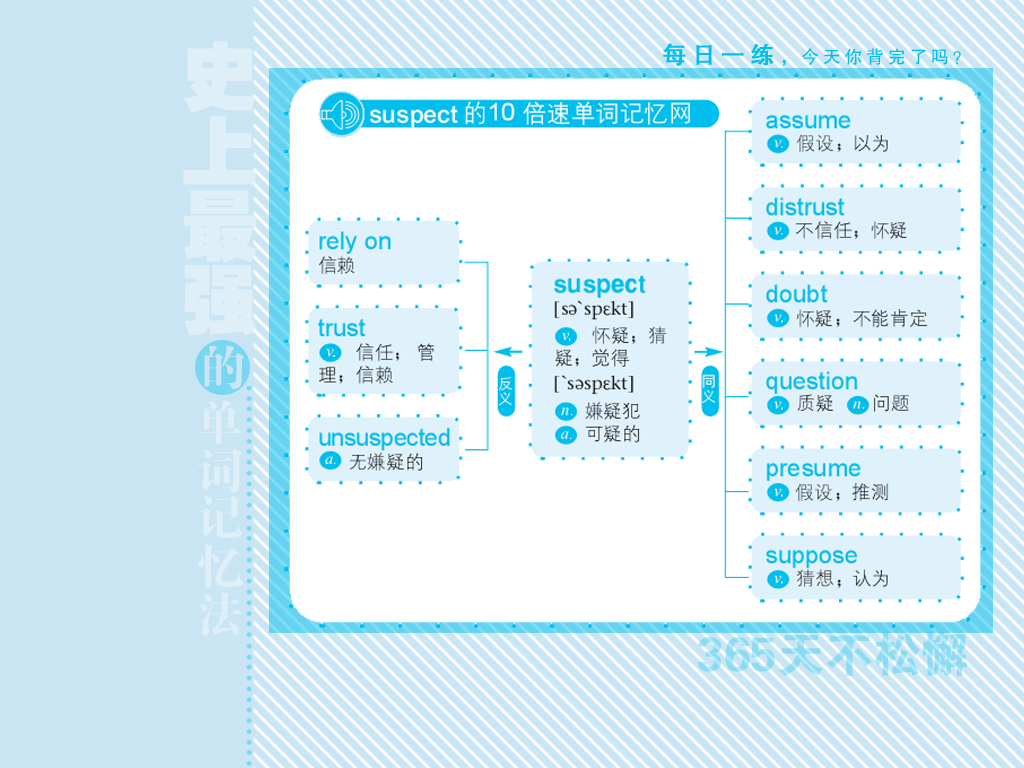 每日一练，今天你背完了吗?
史上最强的单词记忆法
suspect 的10 倍速单词记忆网
rely on
信赖
trust
v. 信任； 管
理；信赖
unsuspected
a. 无嫌疑的
反义
suspect
[sə`spɛkt]
v. 怀疑；猜
疑；觉得
[`səspɛkt]
n. 嫌疑犯
a. 可疑的
同义
assume
v. 假设；以为
distrust
v. 不信任；怀疑
doubt
v. 怀疑；不能肯定
question
v. 质疑 n. 问题
presume
v. 假设；推测
suppose
v. 猜想；认为
365天不松懈